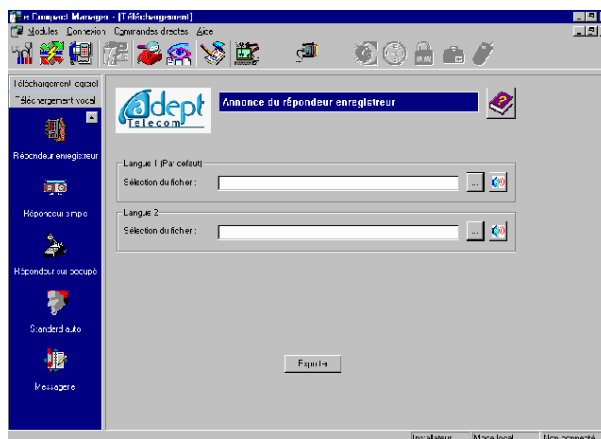 e Compact Manager - [Téléchargement]
Modules Connexion Commandes directes Aide
Téléchargement logiciel
Téléchargement vocal
Adept
Telecom
Annonce du répondeur enregistreur
Répondeur enregistreur
Répondeur simple
Répondeur sur occupé
Standard auto
Messagerie
Langue 1 (Par défaut)
Sélection du fichier :
...
Langue 2
Sélection du fichier :
...
Exporter
Installateur Mode local Non connecté